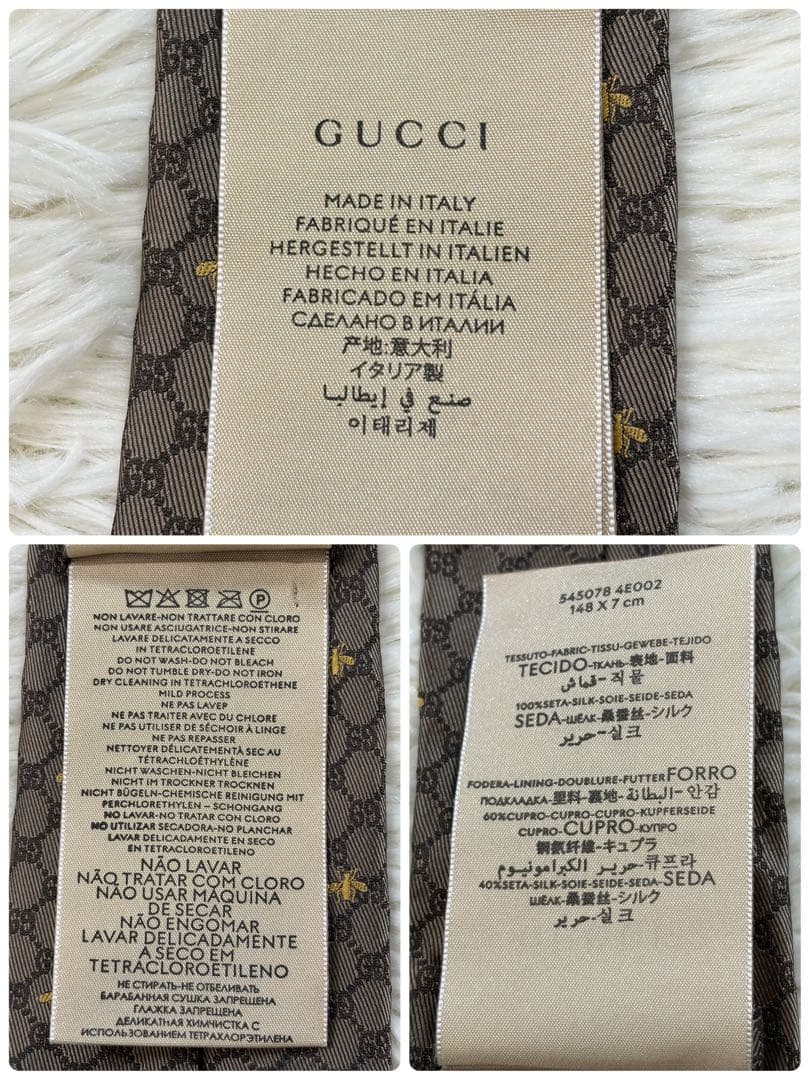 GUCCI
MADE IN ITALY
FABRIQUÉ EN ITALIE
HERGESTELLT IN ITALIEN
HECHO EN ITALIA
FABRICADO EM ITÁLIA
СДЕЛАНО В ИТАЛИИ
产地:意大利
イタリア製
صنع في إيطاليا
이태리제
NON LAVARE-NON TRATTARE CON CLORO
NON USARE ASCIUGATRICE-NON STIRARE
LAVARE DELICATAMENTE A SECCO
IN TETRACLOROETILENE
DO NOT WASH-DO NOT BLEACH
DO NOT TUMBLE DRY-DO NOT IRON
DRY CLEANING IN TETRACHLOROETHENE
MILD PROCESS
NE PAS LAVEP
NE PAS TRAITER AVEC DU CHLORE
NE PAS UTILISER DE SÉCHOIR À LINGE
NE PAS REPASSER
NETTOYER DÉLICATEMENTÀ SEC AU
TÉTRACHLOÉTHYLÈNE
NICHT WASCHEN-NICHT BLEICHEN
NICHT IM TROCKNER TROCKNEN
NICHT BÜGELN-CHEMISCHE REINIGUNG MIT
PERCHLORETHYLEN – SCHONGANG
NO LAVAR-NO TRATAR CON CLORO
NO UTILIZAR SECADORA-NO PLANCHAR
LAVAR DELICADAMENTE EN SECO
EN TETRACLOROETILENO
NÃO LAVAR
NÃO TRATAR COM CLORO
NÃO USAR MÁQUINA
DE SECAR
NÃO ENGOMAR
LAVAR DELICADAMENTE
A SECO EM
TETRACLOROETILENO
НЕ СТИРАТЬ-НЕ ОТБЕЛИВАТЬ
БАРАБАННАЯ СУШКА ЗАПРЕЩЕНА
ГЛАЖКА ЗАПРЕЩЕНА
ДЕЛИКАТНАЯ ХИМЧИСТКА С
ИСПОЛЬЗОВАНИЕМ ТЕТРАХЛОРЭТИЛЕНА
545078 4E002
148 X 7 cm
TESSUTO-FABRIC-TISSU-GEWEBE-TEJIDO
TECIDO-ТКАНЬ-表地-面料
قماش-직물
100%SETA-SILK-SOIE-SEIDE-SEDA
SEDA-ШЁЛК-桑蚕丝-シルク
حرير-실크
FODERA-LINING-DOUBLURE-FUTTER FORRO
ПОДКЛАДКА-里料-裏地-البطانة-안감
60%CUPRO-CUPRO-CUPRO-KUPFERSEIDE
CUPRO-CUPRO-КУПРО
铜氨纤维-キュプラ
حرير الكبرامونيوم-큐프라
40%SETA-SILK-SOIE-SEIDE-SEDA-SEDA
ШЁЛК-桑蚕丝-シルク
حرير-실크